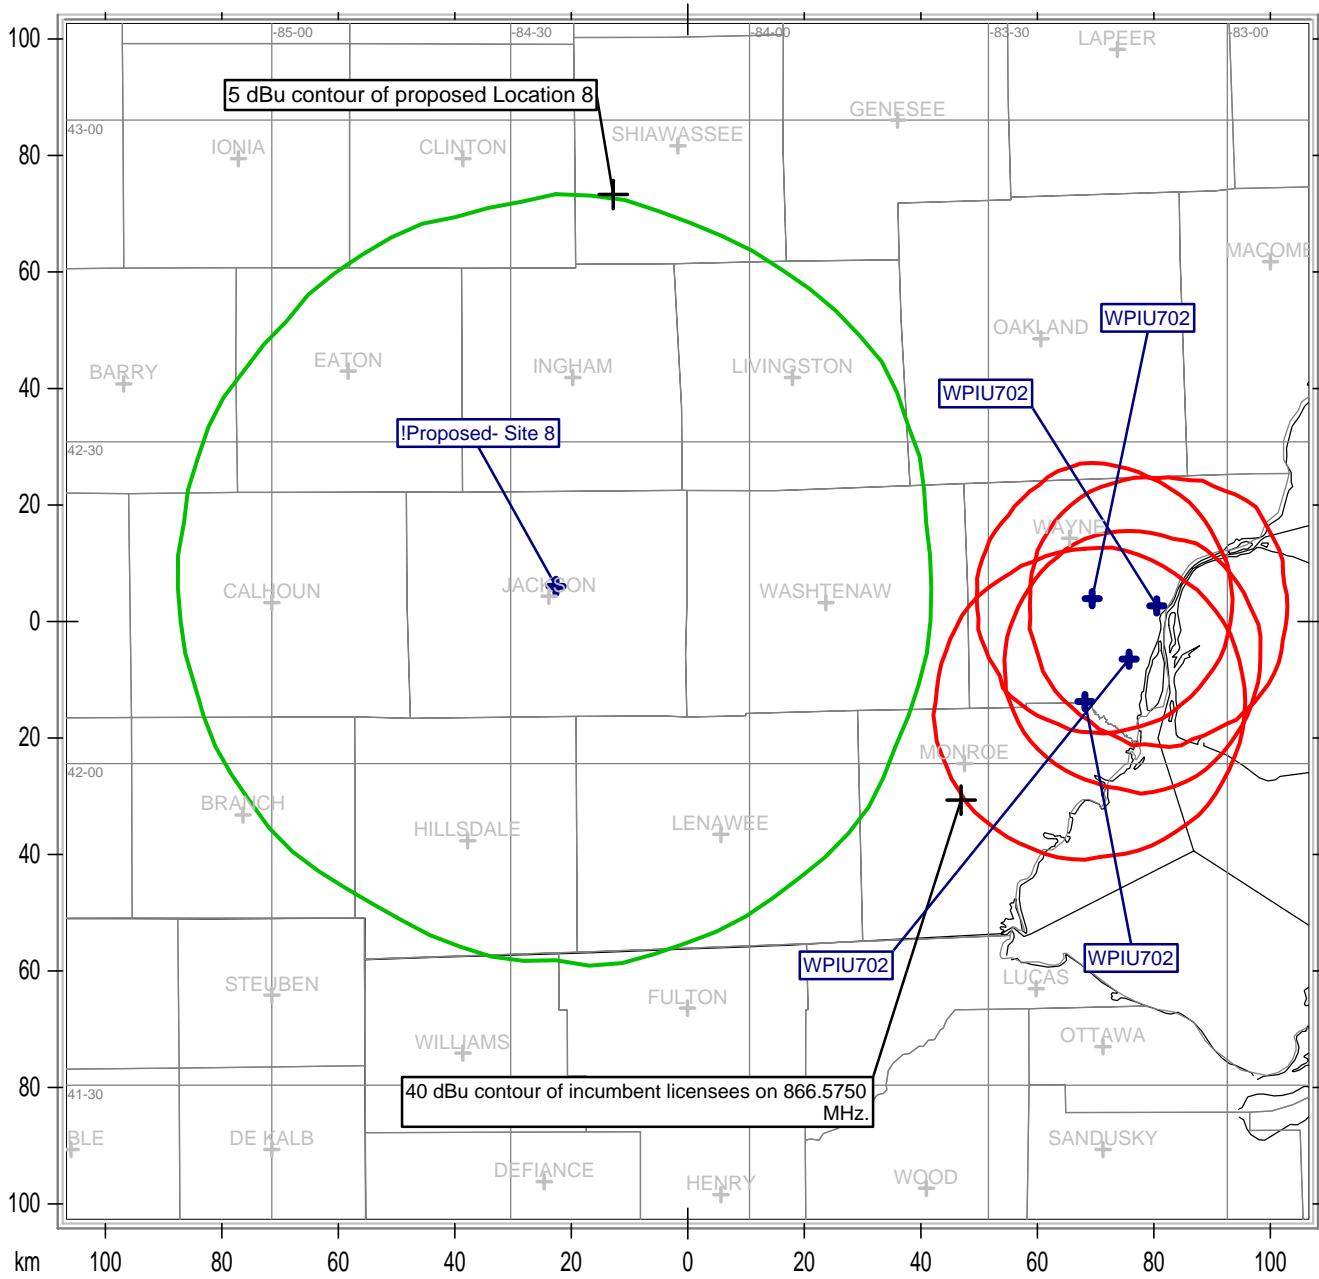 -85-00
-84-30
-84-00
-83-30
-83-00
100
LAPEER
5 dBu contour of proposed Location 8
GENESEE
43-00
SHIAWASSEE
IONIA
CLINTON
80
MACOMB
60
WPIU702
OAKLAND
EATON
INGHAM
LIVINGSTON
BARRY
40
WPIU702
!Proposed- Site 8
42-30
20
WAYNE
CALHOUN
JACKSON
WASHTENAW
0
20
MONROE
42-00
BRANCH
HILLSDALE
LENAWEE
40
WPIU702
WPIU702
60
STEUBEN
LUCAS
FULTON
WILLIAMS
OTTAWA
80
41-30
40 dBu contour of incumbent licensees on 866.5750
MHz.
BLE
DE KALB
SANDUSKY
DEFIANCE
HENRY
WOOD
100
km
100
80
60
40
20
0
20
40
60
80
100